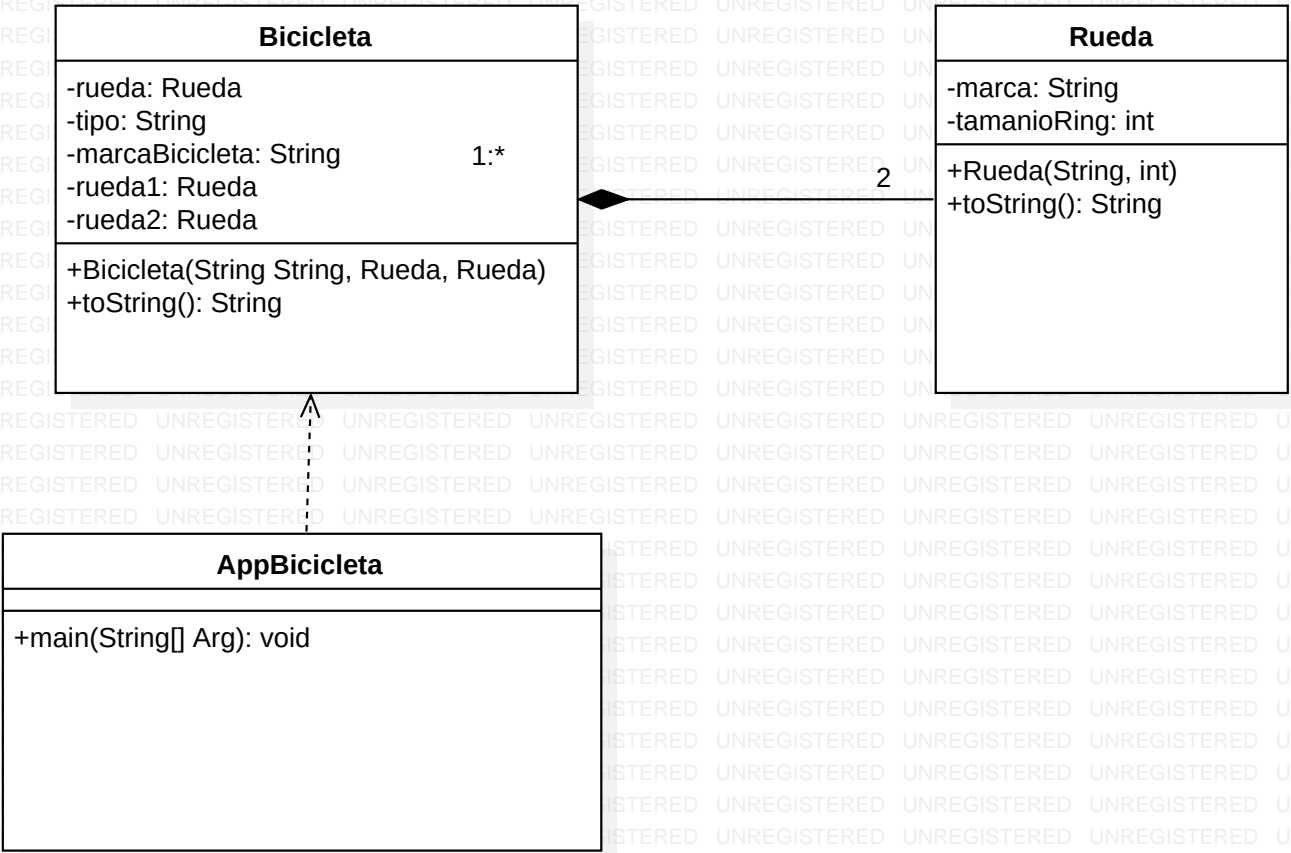 Bicicleta
-rueda: Rueda
-tipo: String
-marcaBicicleta: String
-rueda1: Rueda
-rueda2: Rueda
+Bicicleta(String String, Rueda, Rueda)
+toString(): String
1:*
2
Rueda
-marca: String
-tamanioRing: int
+Rueda(String, int)
+toString(): String
AppBicicleta
+main(String[] Arg): void
UNREGISTERED